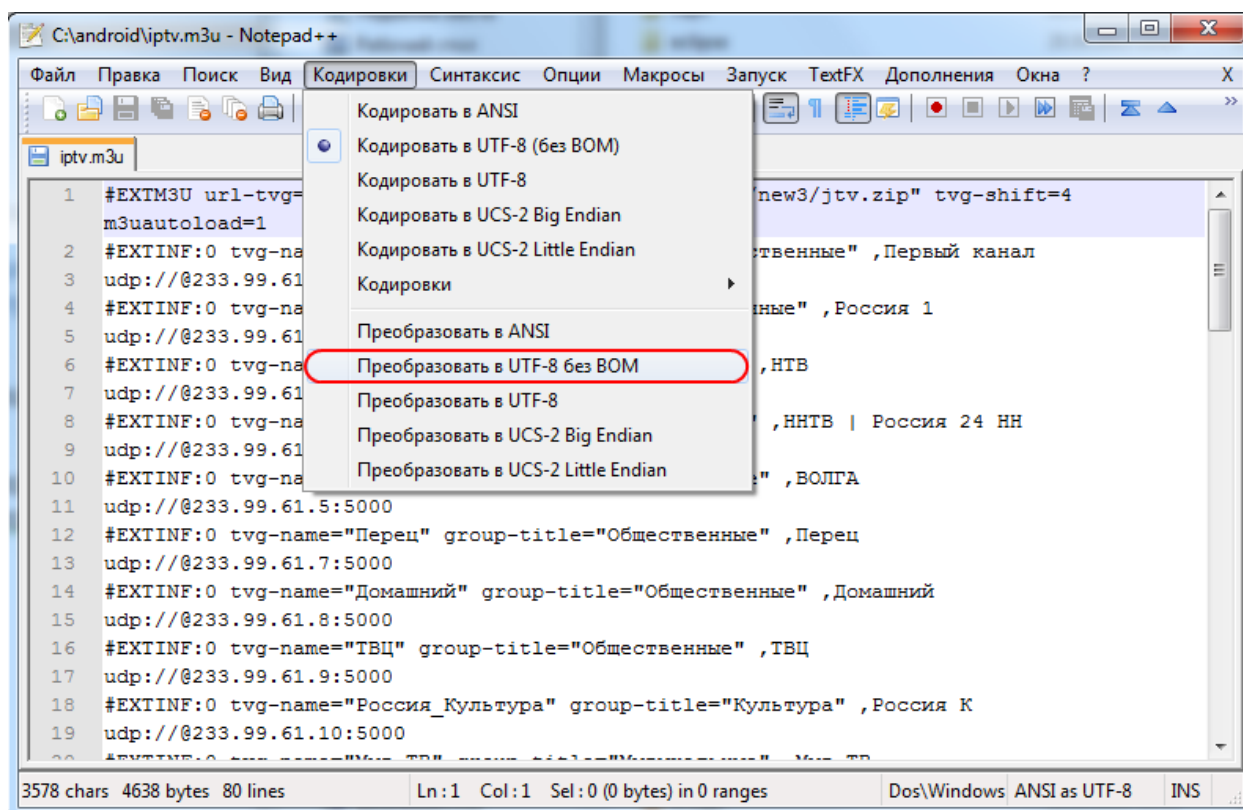 C:\android\iptv.m3u - Notepad++
Файл Правка Поиск Вид Кодировки Синтаксис Опции Макросы Запуск TextFX Дополнения Окна ? X
iptv.m3u
Кодировать в ANSI
Кодировать в UTF-8 (без BOM)
Кодировать в UTF-8
Кодировать в UCS-2 Big Endian
Кодировать в UCS-2 Little Endian
Кодировки
Преобразовать в ANSI
Преобразовать в UTF-8 без BOM
Преобразовать в UTF-8
Преобразовать в UCS-2 Big Endian
Преобразовать в UCS-2 Little Endian
1 #EXTM3U url-tvg= /new3/jtv.zip" tvg-shift=4
m3uautoload=1
2 #EXTINF:0 tvg-na ственные" ,Первый канал
3 udp://@233.99.61
4 #EXTINF:0 tvg-na нные" ,Россия 1
5 udp://@233.99.61
6 #EXTINF:0 tvg-na ,НТВ
7 udp://@233.99.61
8 #EXTINF:0 tvg-na " ,ННТВ | Россия 24 НН
9 udp://@233.99.61
10 #EXTINF:0 tvg-na е" ,ВОЛГА
11 udp://@233.99.61.5:5000
12 #EXTINF:0 tvg-name="Перец" group-title="Общественные" ,Перец
13 udp://@233.99.61.7:5000
14 #EXTINF:0 tvg-name="Домашний" group-title="Общественные" ,Домашний
15 udp://@233.99.61.8:5000
16 #EXTINF:0 tvg-name="ТВЦ" group-title="Общественные" ,ТВЦ
17 udp://@233.99.61.9:5000
18 #EXTINF:0 tvg-name="Россия_Культура" group-title="Культура" ,Россия К
19 udp://@233.99.61.10:5000
3578 chars 4638 bytes 80 lines Ln:1 Col:1 Sel:0 (0 bytes) in 0 ranges Dos\Windows ANSI as UTF-8 INS